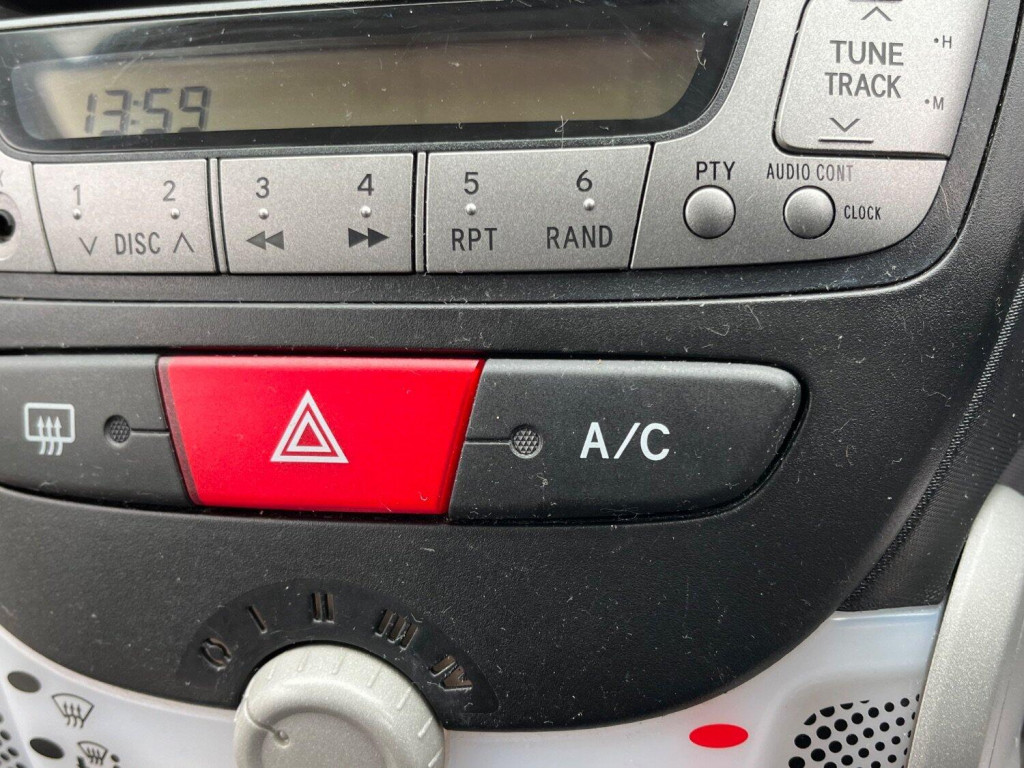 13:59
TUNE
TRACK
•H
•M
1 2 3 4 5 6
DISC RPT RAND
PTY
AUDIO CONT
CLOCK
A/C
0 I II III IV